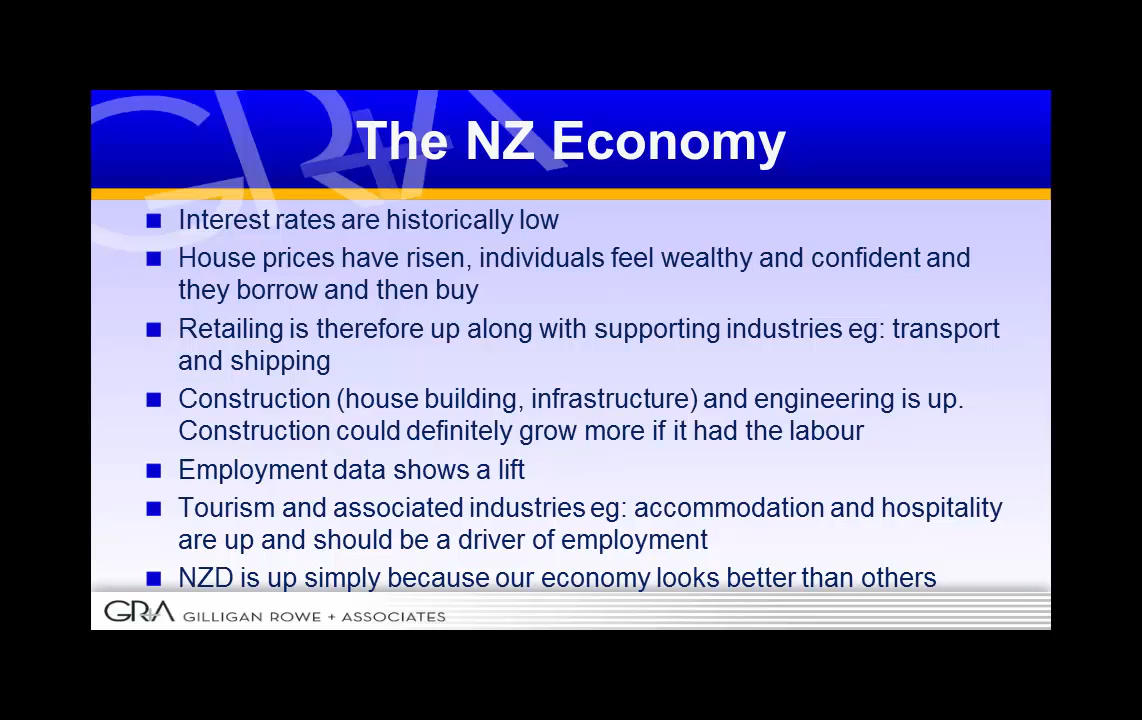 The NZ Economy
Interest rates are historically low
House prices have risen, individuals feel wealthy and confident and
they borrow and then buy
Retailing is therefore up along with supporting industries eg: transport
and shipping
Construction (house building, infrastructure) and engineering is up.
Construction could definitely grow more if it had the labour
Employment data shows a lift
Tourism and associated industries eg: accommodation and hospitality
are up and should be a driver of employment
NZD is up simply because our economy looks better than others
GRA GILLIGAN ROWE + ASSOCIATES